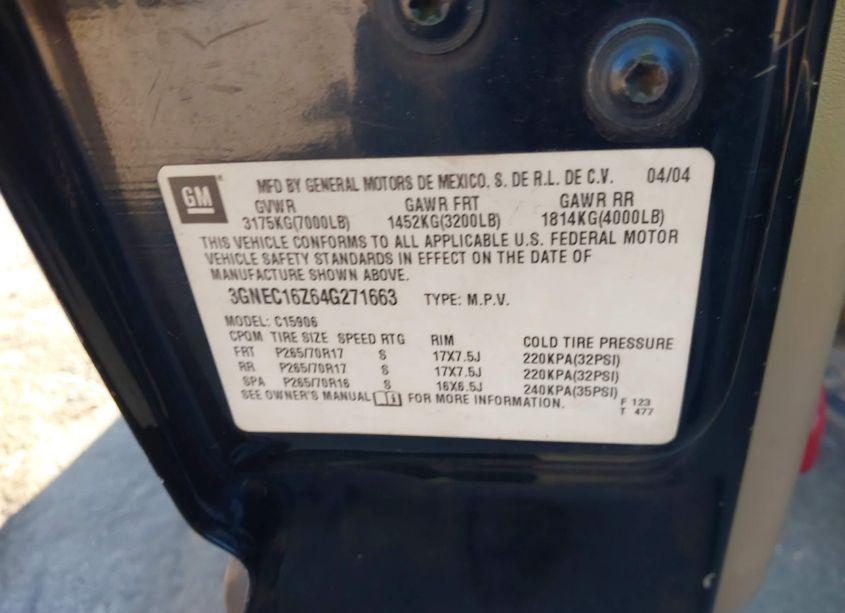 GM
MFD BY GENERAL MOTORS DE MEXICO, S. DE R.L. DE C.V. 04/04
GVWR GAWR FRT GAWR RR
3175KG(7000LB) 1452KG(3200LB) 1814KG(4000LB)
THIS VEHICLE CONFORMS TO ALL APPLICABLE U.S. FEDERAL MOTOR
VEHICLE SAFETY STANDARDS IN EFFECT ON THE DATE OF
MANUFACTURE SHOWN ABOVE.
3GNEC16Z64G271663 TYPE: M.P.V.
MODEL: C15906
CPQM TIRE SIZE SPEED RTG RIM COLD TIRE PRESSURE
FRT P265/70R17 S 17X7.5J 220KPA(32PSI)
RR P265/70R17 S 17X7.5J 220KPA(32PSI)
SPA P265/70R16 S 16X6.5J 240KPA(35PSI)
SEE OWNER'S MANUAL FOR MORE INFORMATION.
F 123
T 477